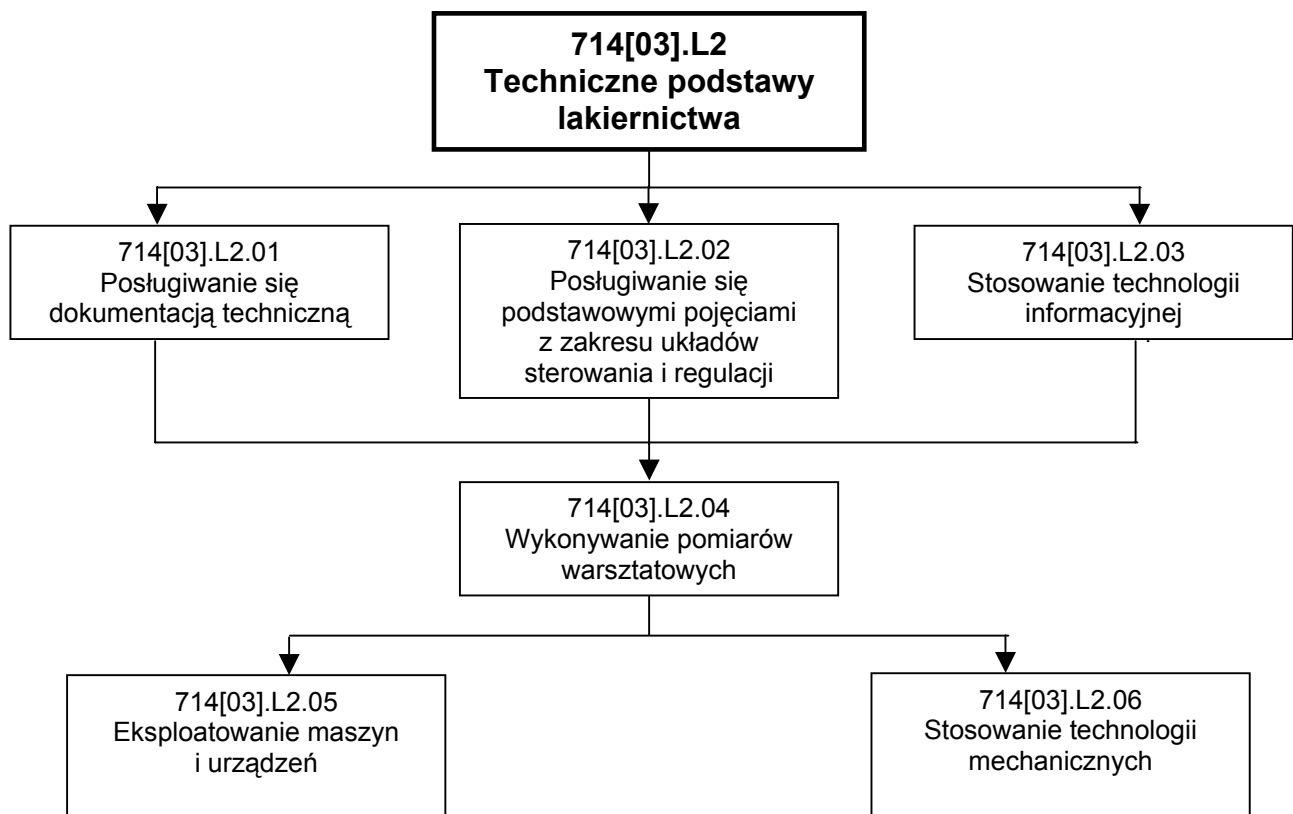 714[03].L2
Techniczne podstawy
lakiernictwa
714[03].L2.01
Posługiwanie się
dokumentacją techniczną
714[03].L2.02
Posługiwanie się
podstawowymi pojęciami
z zakresu układów
sterowania i regulacji
714[03].L2.03
Stosowanie technologii
informacyjnej
714[03].L2.04
Wykonywanie pomiarów
warsztatowych
714[03].L2.05
Eksploatowanie maszyn
i urządzeń
714[03].L2.06
Stosowanie technologii
mechanicznych